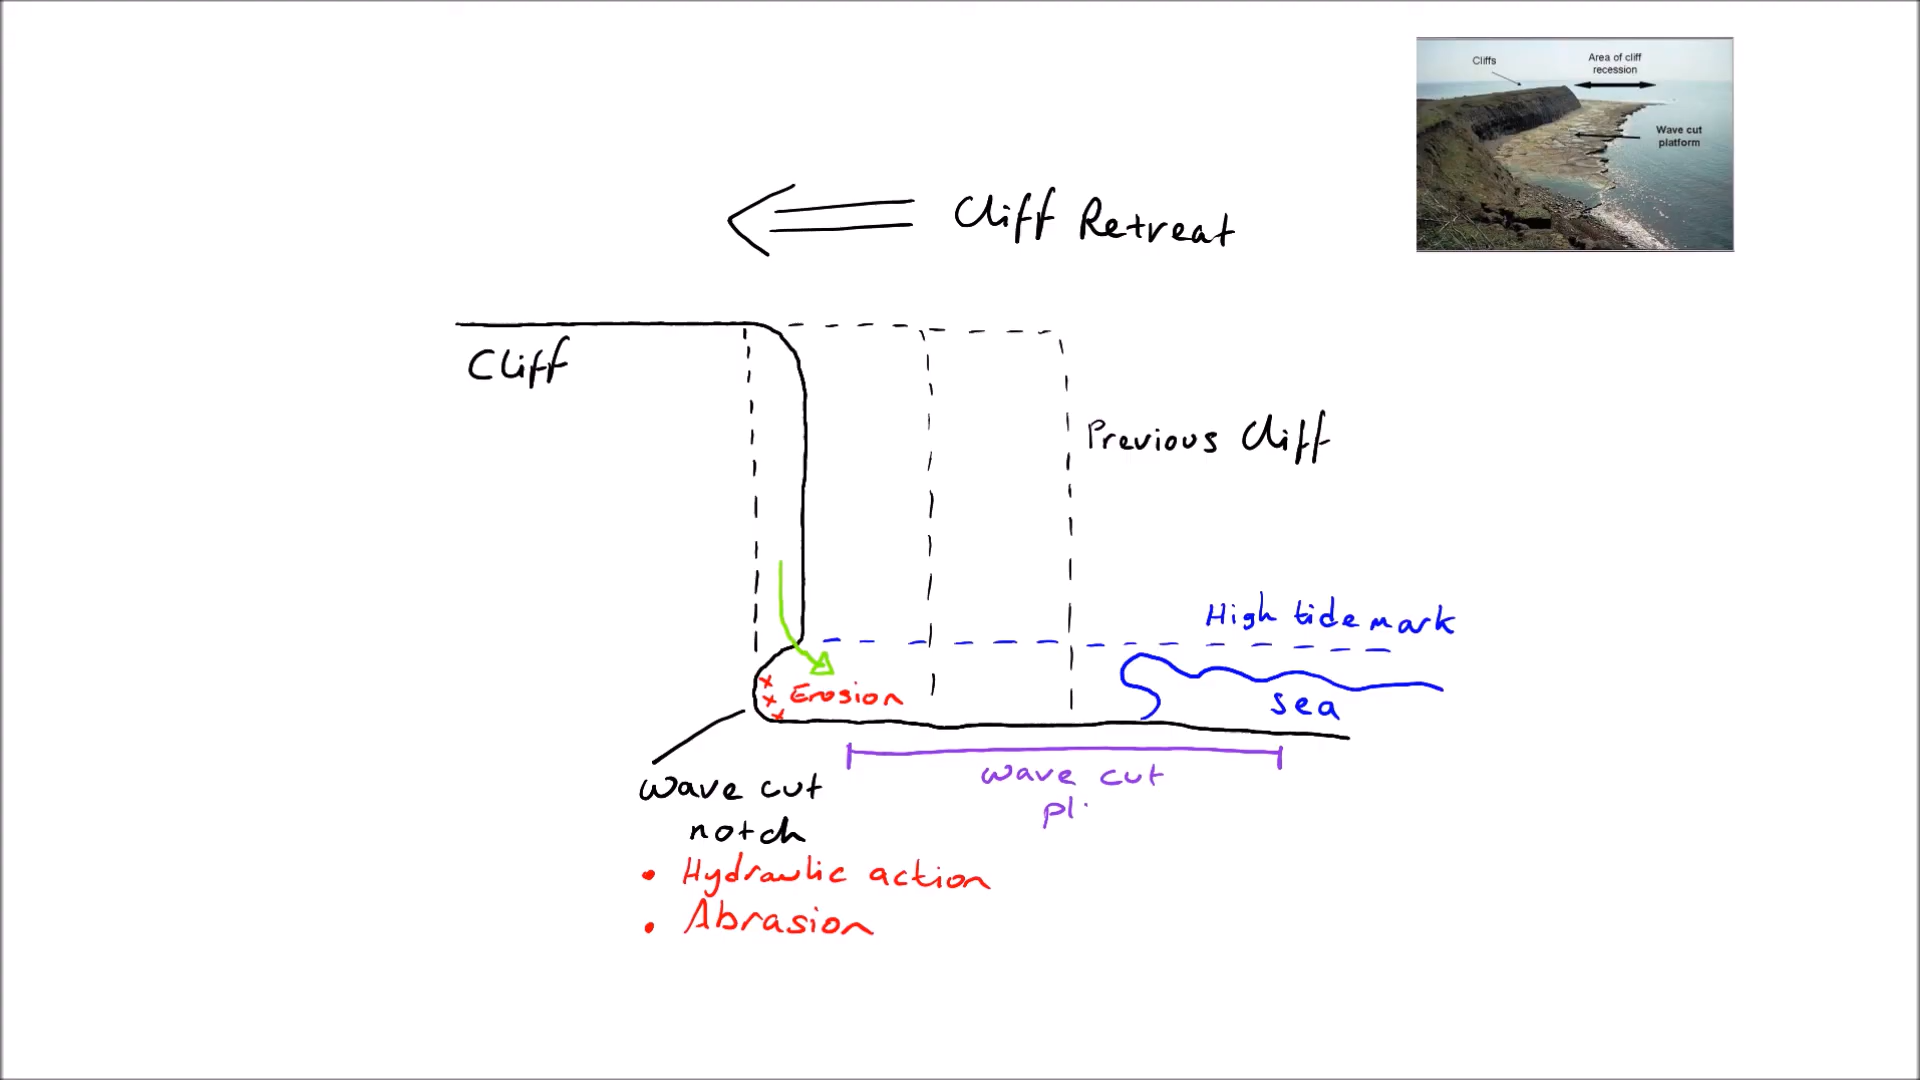 Cliffs
Area of cliff
recession
Wave cut
platform
Cliff Retreat
Cliff
Previous Cliff
High tide mark
Erosion
sea
wave cut
pl
wave cut
notch
• Hydraulic action
• Abrasion